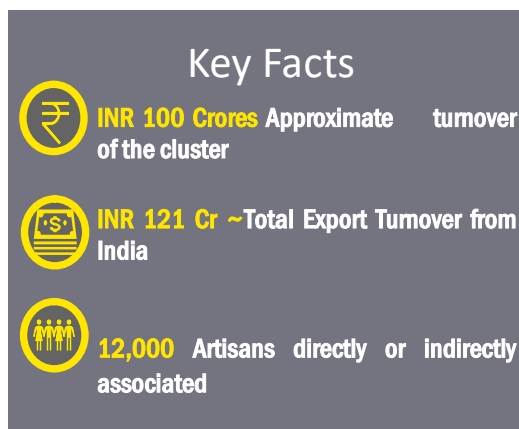 Key Facts
₹
INR 100 Crores Approximate turnover
of the cluster
$
INR 121 Cr ~Total Export Turnover from
India
12,000 Artisans directly or indirectly
associated